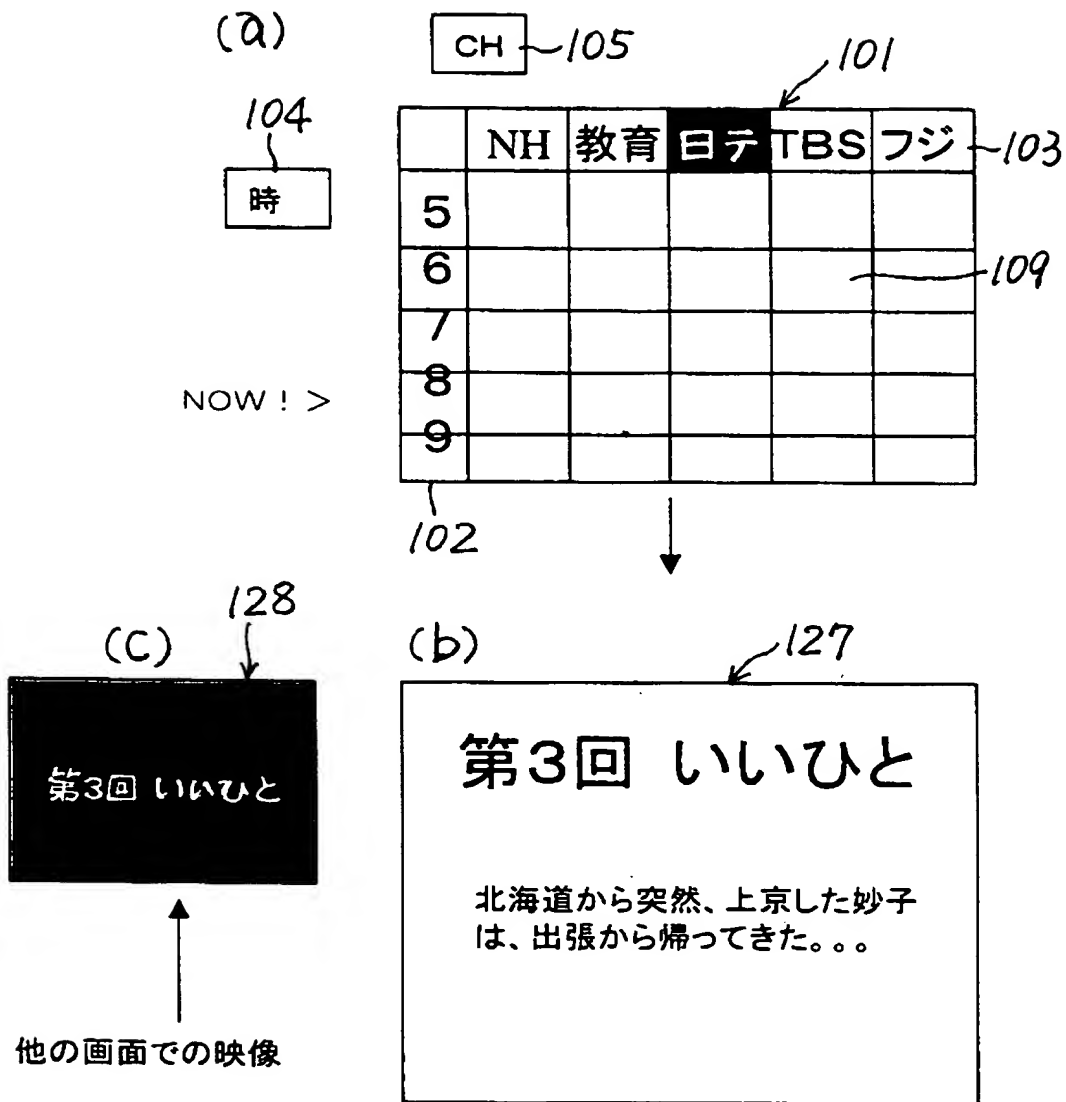 (a)
CH
105
101
104
時
NH 教育 日テ TBS フジ
103
5
6
109
7
8
NOW! >
9
102
128
(c)
(b)
127
第3回 いいひと
第3回 いいひと
北海道から突然、上京した妙子
は、出張から帰ってきた。。。
他の画面での映像